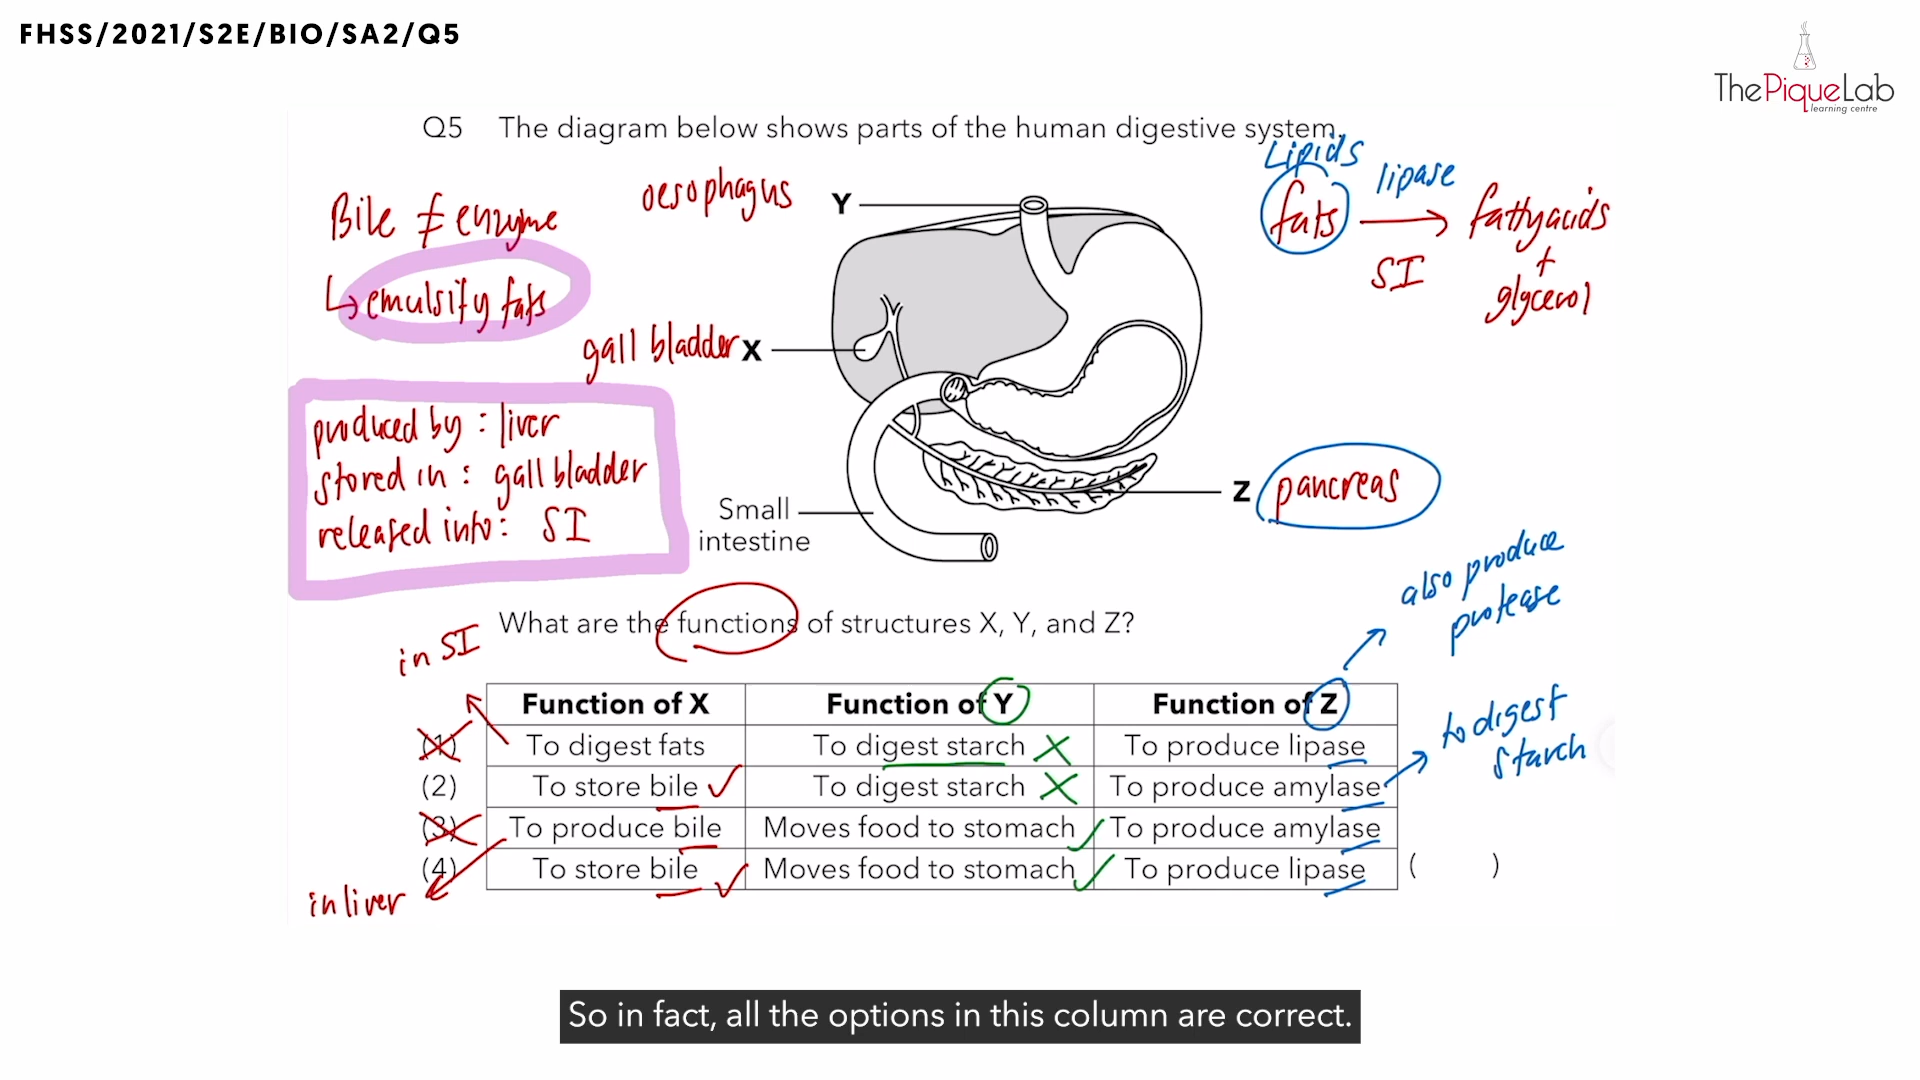 FHSS/2021/S2E/BIO/SA2/Q5
ThePiqueLab
learning centre
Q5 The diagram below shows parts of the human digestive system.
Lipids
lipase
fats → fatty acids
+
glycerol
SI
Bile ≠ enzyme
↳ emulsify fats
oesophagus Y
gall bladder X
produced by : liver
stored in : gall bladder
released into: SI
Z pancreas
Small
intestine
also produce
protease
What are the functions of structures X, Y, and Z?
in SI
Function of X Function of Y Function of Z
(1) To digest fats To digest starch ✗ To produce lipase
(2) To store bile ✓ To digest starch ✗ To produce amylase
(3) To produce bile Moves food to stomach ✓ To produce amylase
(4) To store bile ✓ Moves food to stomach ✓ To produce lipase ( )
to digest
starch
in liver
So in fact, all the options in this column are correct.